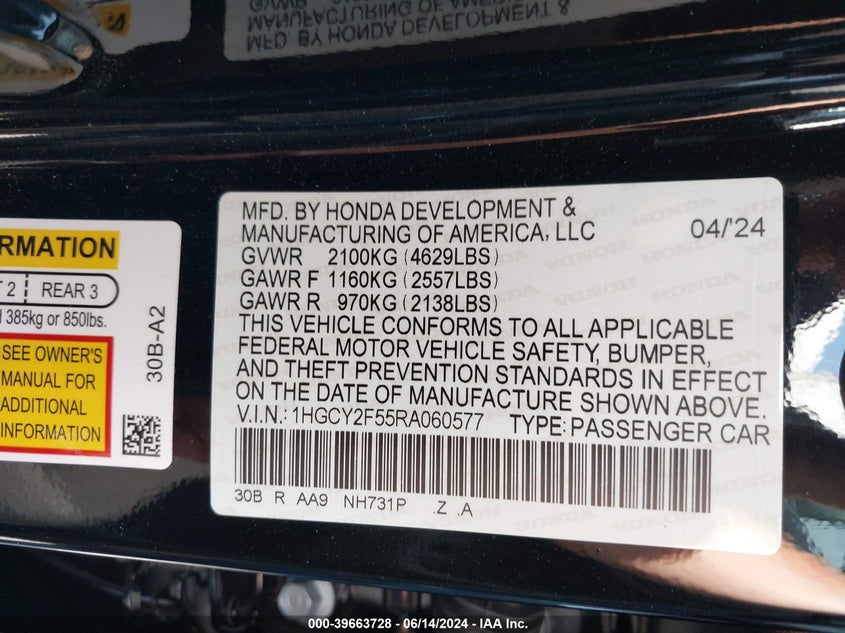 RMATION
T 2 | REAR 3
385kg or 850lbs.
SEE OWNER'S
MANUAL FOR
ADDITIONAL
INFORMATION
30B-A2
MFD. BY HONDA DEVELOPMENT &
MANUFACTURING OF AMERICA, LLC 04/'24
GVWR 2100KG (4629LBS)
GAWR F 1160KG (2557LBS)
GAWR R 970KG (2138LBS)
THIS VEHICLE CONFORMS TO ALL APPLICABLE
FEDERAL MOTOR VEHICLE SAFETY, BUMPER,
AND THEFT PREVENTION STANDARDS IN EFFECT
ON THE DATE OF MANUFACTURE SHOWN ABOVE.
V.I.N.: 1HGCY2F55RA060577 TYPE: PASSENGER CAR
30B R AA9 NH731P .Z .A
000-39663728 - 06/14/2024 - IAA Inc.